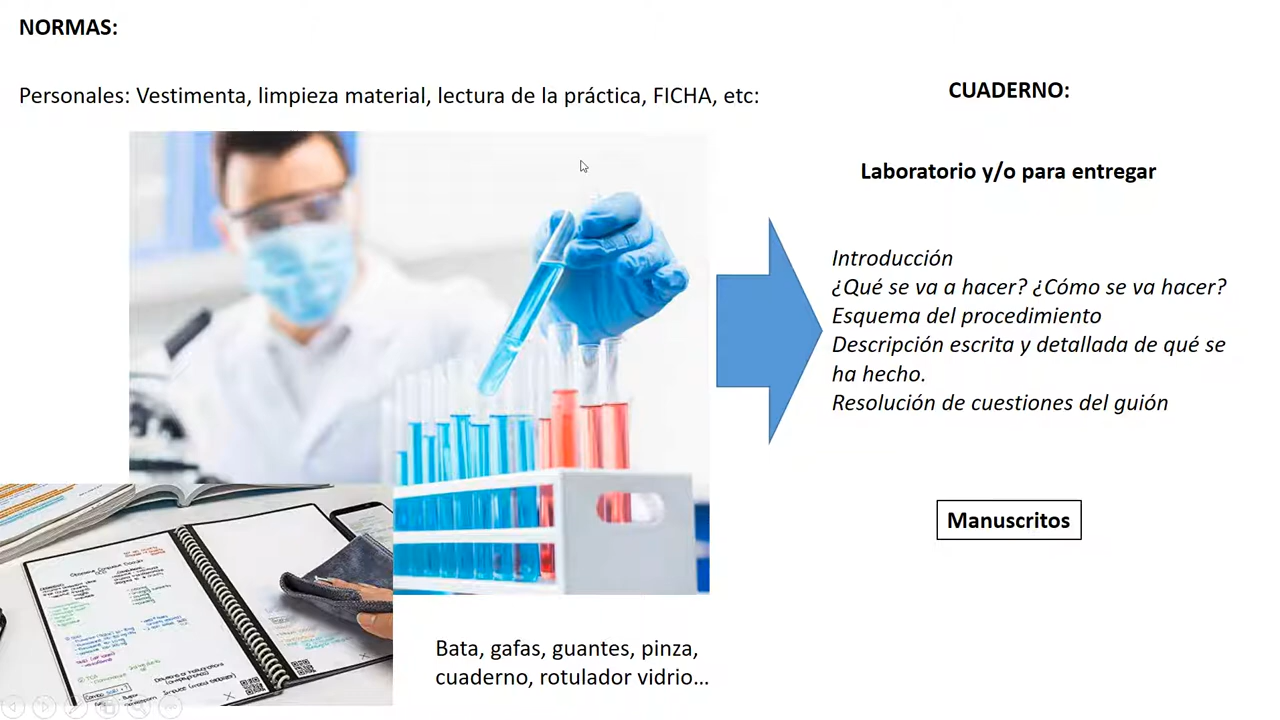 NORMAS:
Personales: Vestimenta, limpieza material, lectura de la práctica, FICHA, etc:
CUADERNO:
Laboratorio y/o para entregar
Introducción
¿Qué se va a hacer? ¿Cómo se va hacer?
Esquema del procedimiento
Descripción escrita y detallada de qué se
ha hecho.
Resolución de cuestiones del guión
Manuscritos
Bata, gafas, guantes, pinza,
cuaderno, rotulador vidrio...